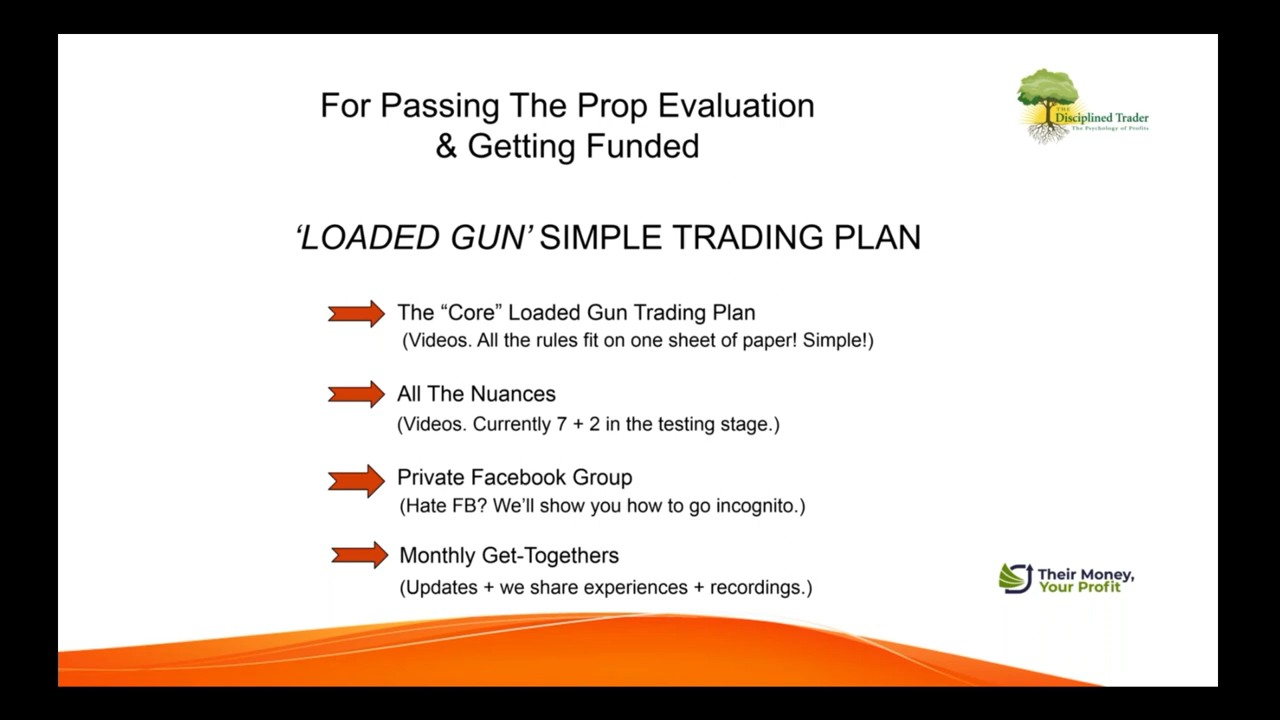 For Passing The Prop Evaluation
& Getting Funded
THE
Disciplined Trader
The Psychology of Profits
‘LOADED GUN’ SIMPLE TRADING PLAN
The “Core” Loaded Gun Trading Plan
(Videos. All the rules fit on one sheet of paper! Simple!)
All The Nuances
(Videos. Currently 7 + 2 in the testing stage.)
Private Facebook Group
(Hate FB? We’ll show you how to go incognito.)
Monthly Get-Togethers
(Updates + we share experiences + recordings.)
Their Money,
Your Profit